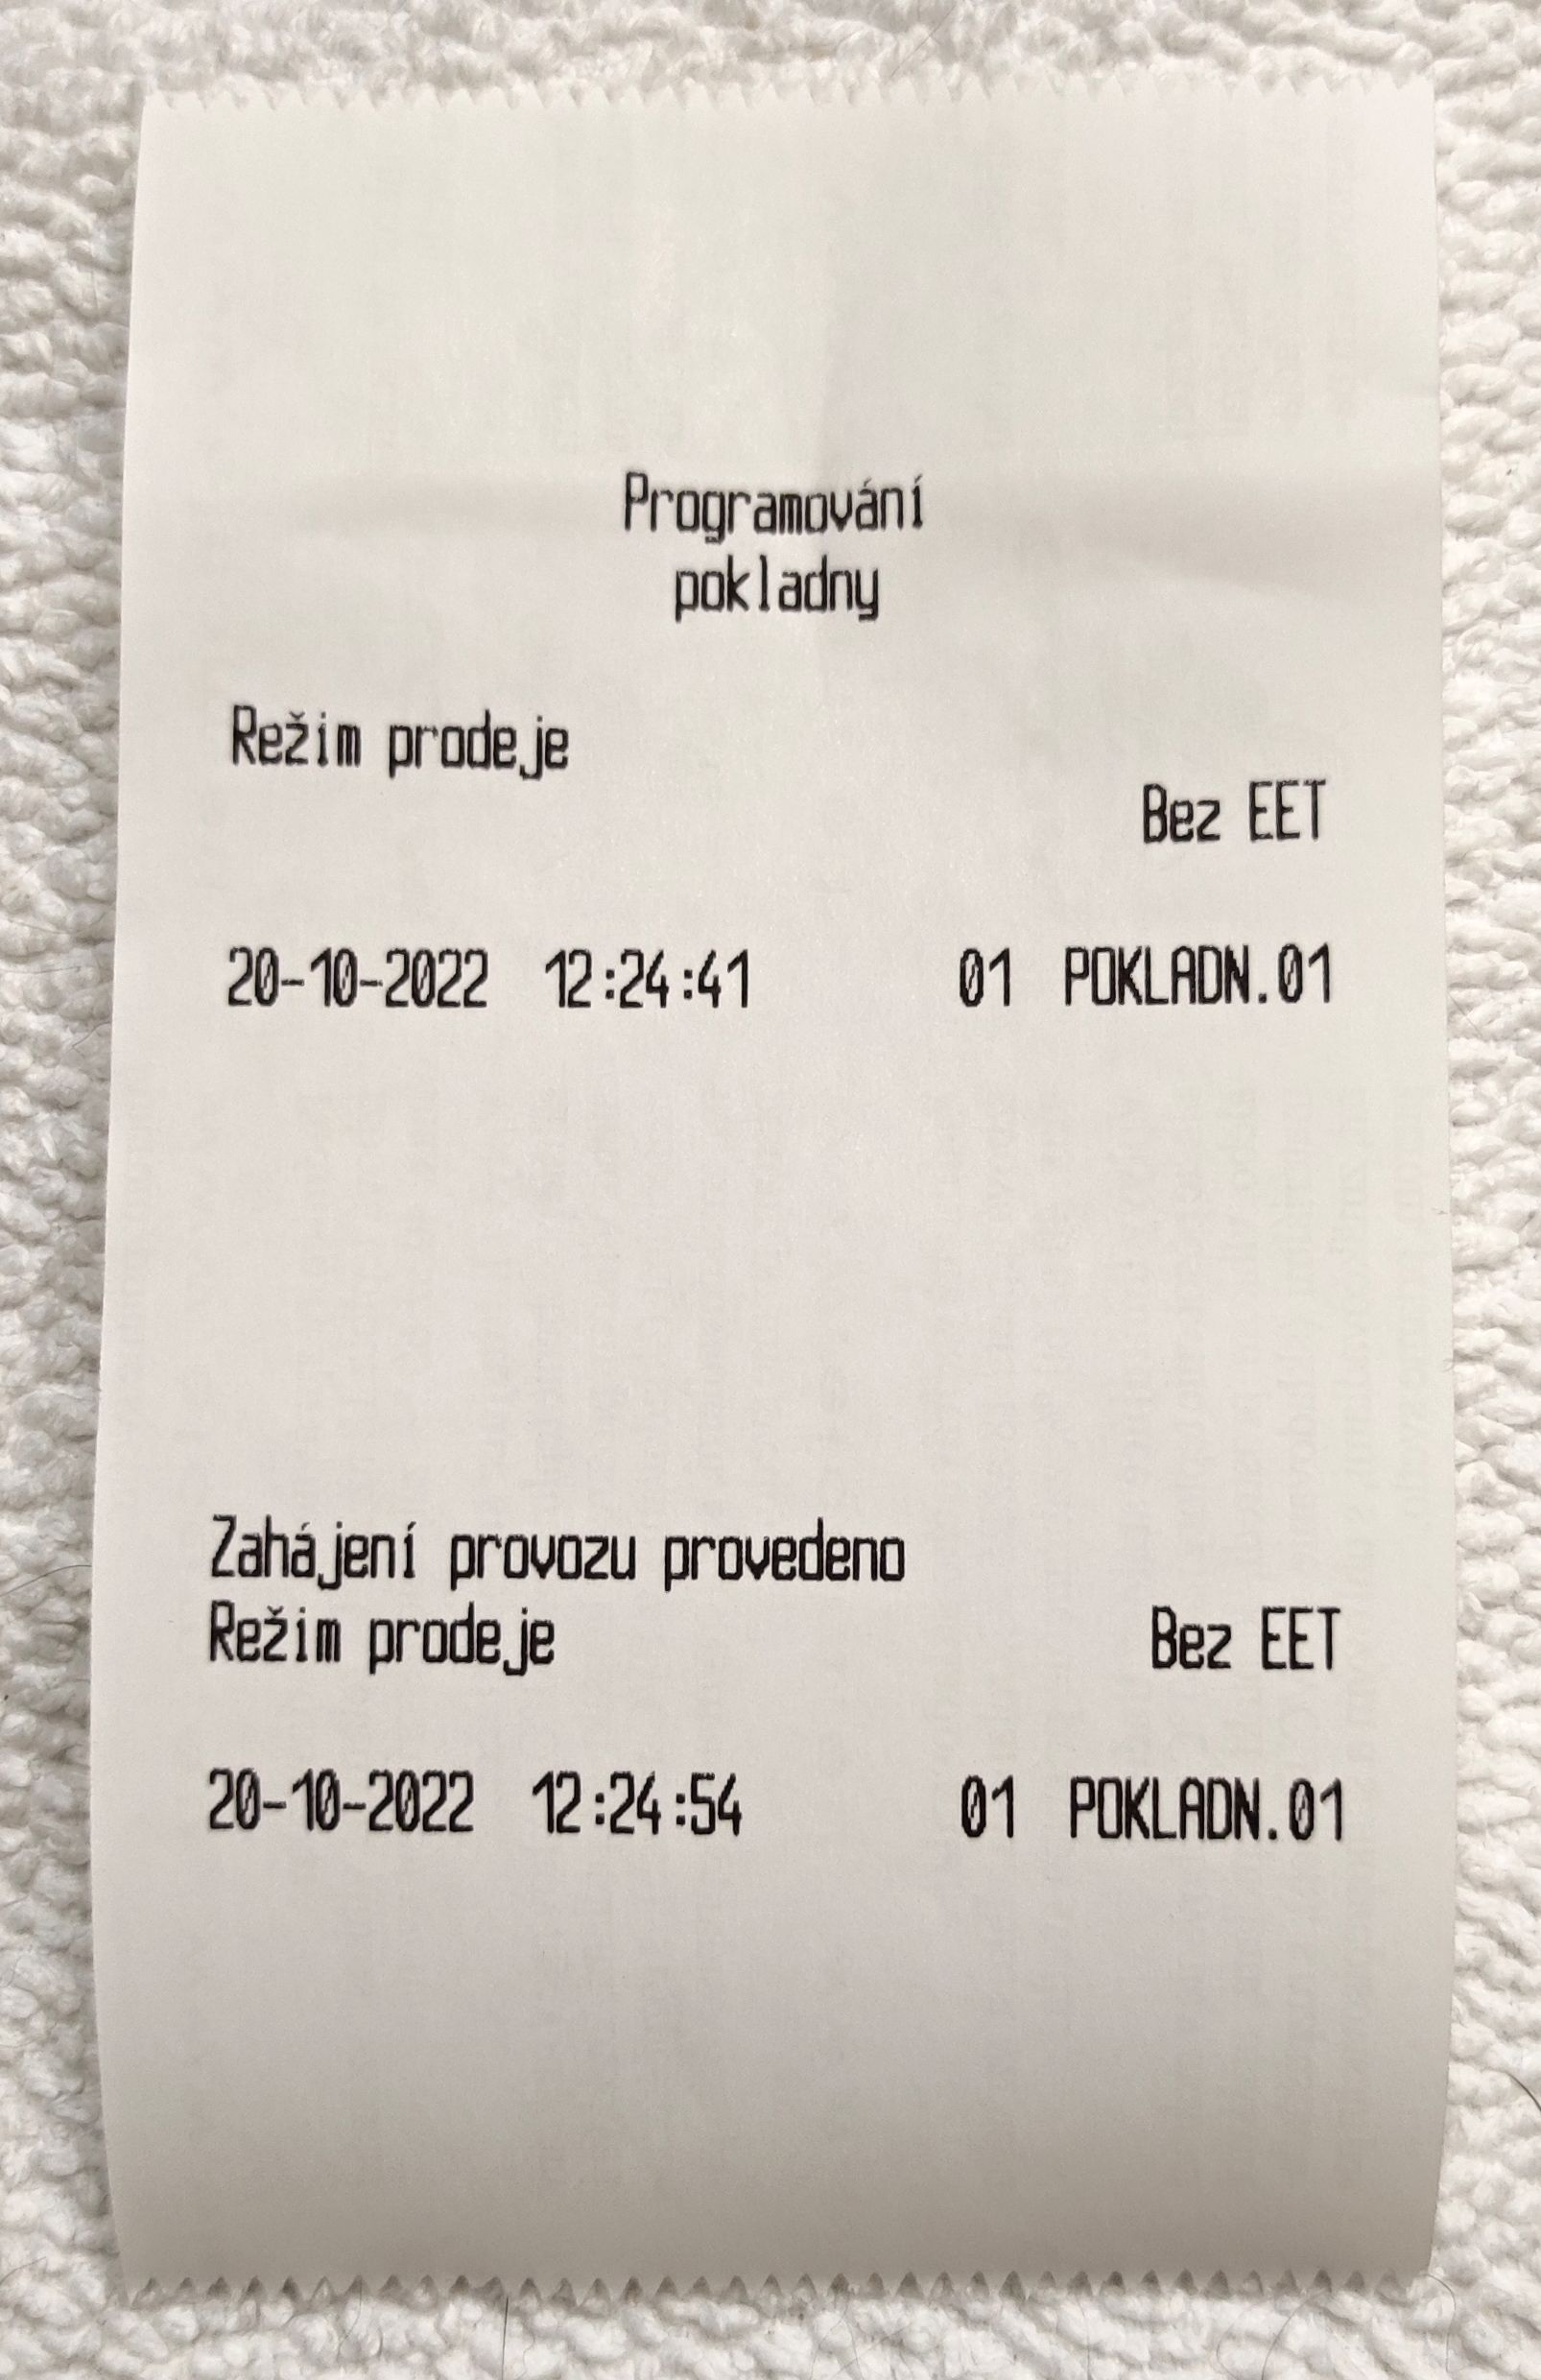 Programování
pokladny
Režim prodeje
Bez EET
20-10-2022 12:24:41 01 POKLADN.01
Zahájení provozu provedeno
Režim prodeje Bez EET
20-10-2022 12:24:54 01 POKLADN.01